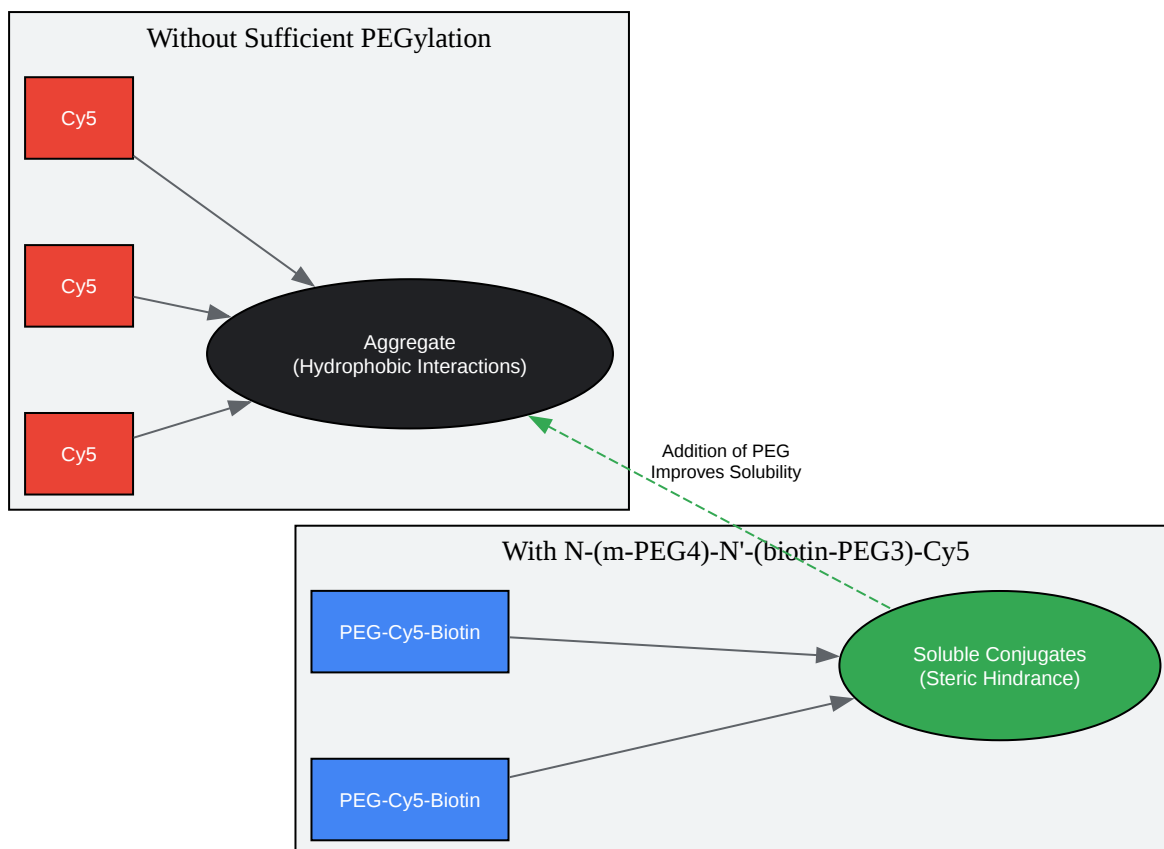 Without Sufficient PEGylation
Cy5
Cy5
Cy5
Aggregate
(Hydrophobic Interactions)
Addition of PEG
Improves Solubility
With N-(m-PEG4)-N'-(biotin-PEG3)-Cy5
PEG-Cy5-Biotin
PEG-Cy5-Biotin
Soluble Conjugates
(Steric Hindrance)